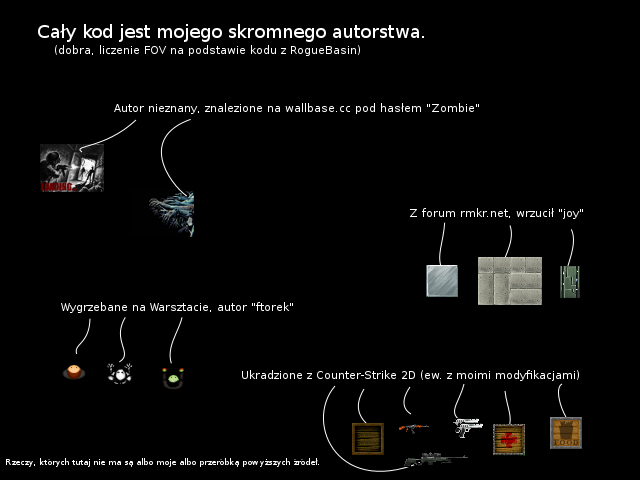 Cały kod jest mojego skromnego autorstwa.
(dobra, liczenie FOV na podstawie kodu z RogueBasin)
Autor nieznany, znalezione na wallbase.cc pod hasłem "Zombie"
Z forum rmkr.net, wrzucił "joy"
Wygrzebane na Warsztacie, autor "ftorek"
Ukradzione z Counter-Strike 2D (ew. z moimi modyfikacjami)
FOOD
Rzeczy, których tutaj nie ma są albo moje albo przeróbką powyższych źródeł.